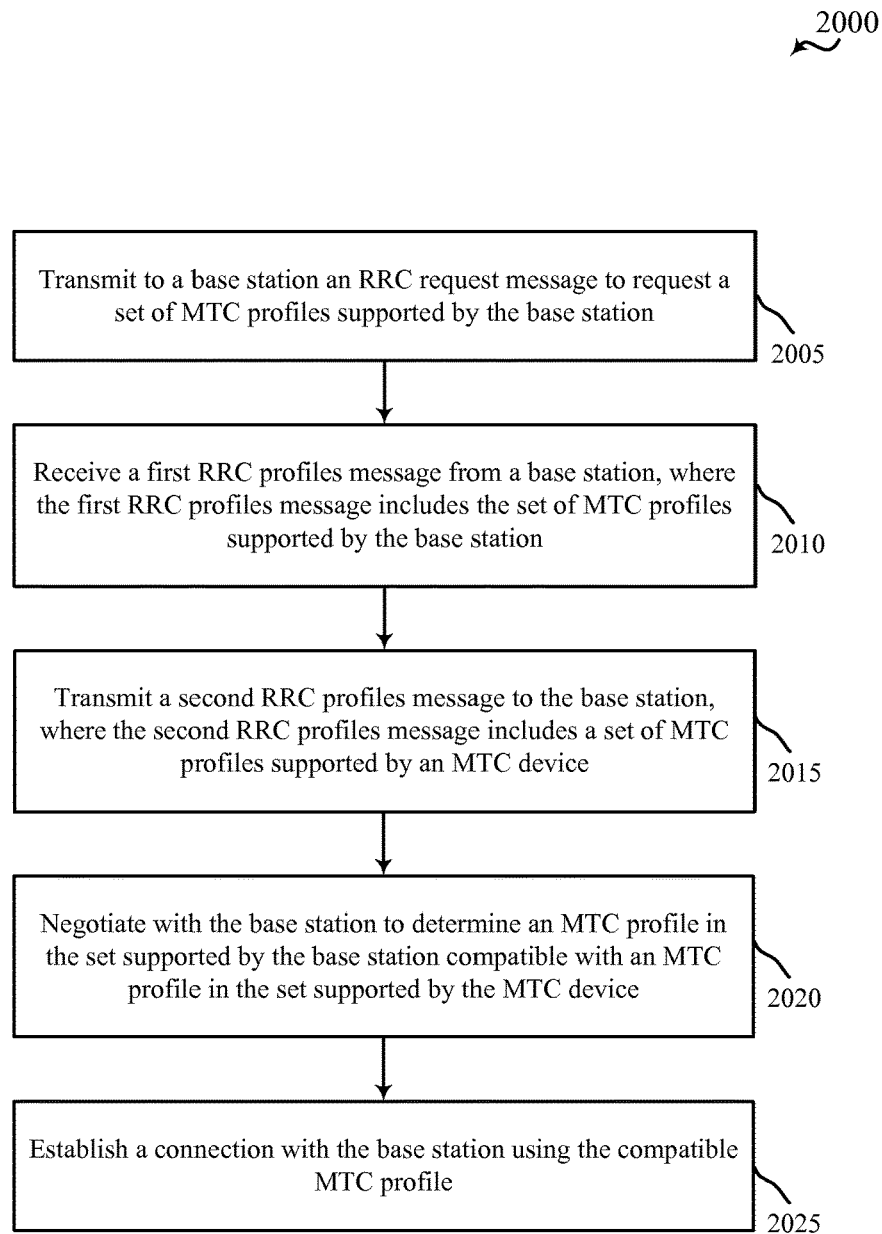 2000
Transmit to a base station an RRC request message to request a
set of MTC profiles supported by the base station
2005
Receive a first RRC profiles message from a base station, where
the first RRC profiles message includes the set of MTC profiles
supported by the base station
2010
Transmit a second RRC profiles message to the base station,
where the second RRC profiles message includes a set of MTC
profiles supported by an MTC device
2015
Negotiate with the base station to determine an MTC profile in
the set supported by the base station compatible with an MTC
profile in the set supported by the MTC device
2020
Establish a connection with the base station using the compatible
MTC profile
2025